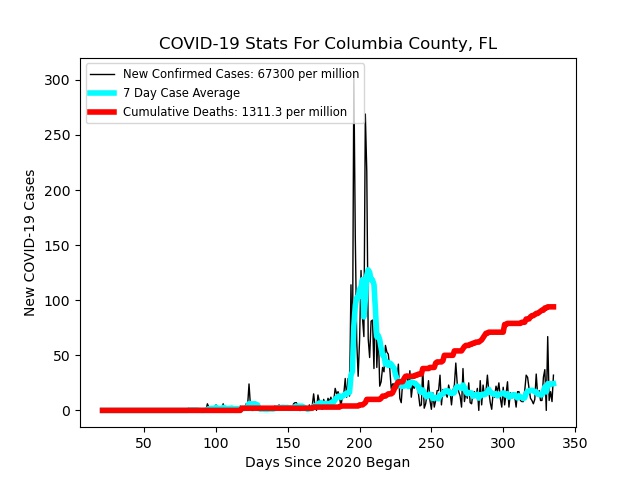 COVID-19 Stats For Columbia County, FL
New Confirmed Cases: 67300 per million
7 Day Case Average
Cumulative Deaths: 1311.3 per million
New COVID-19 Cases
300
250
200
150
100
50
0
50 100 150 200 250 300 350
Days Since 2020 Began